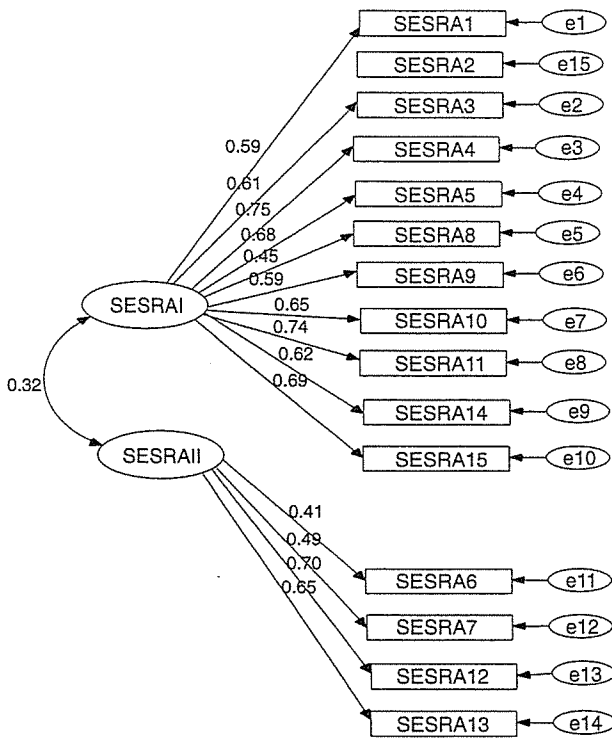 SESRA1 e1
SESRA2 e15
SESRA3 e2
SESRA4 e3
0.59
SESRA5 e4
0.61
0.75
SESRA8 e5
0.68
0.45
SESRA9 e6
0.59
SESRAI
0.65
SESRA10 e7
0.74
SESRA11 e8
0.62
0.69
0.32
SESRA14 e9
SESRAII
SESRA15 e10
0.41
0.49
0.70
SESRA6 e11
0.65
SESRA7 e12
SESRA12 e13
SESRA13 e14